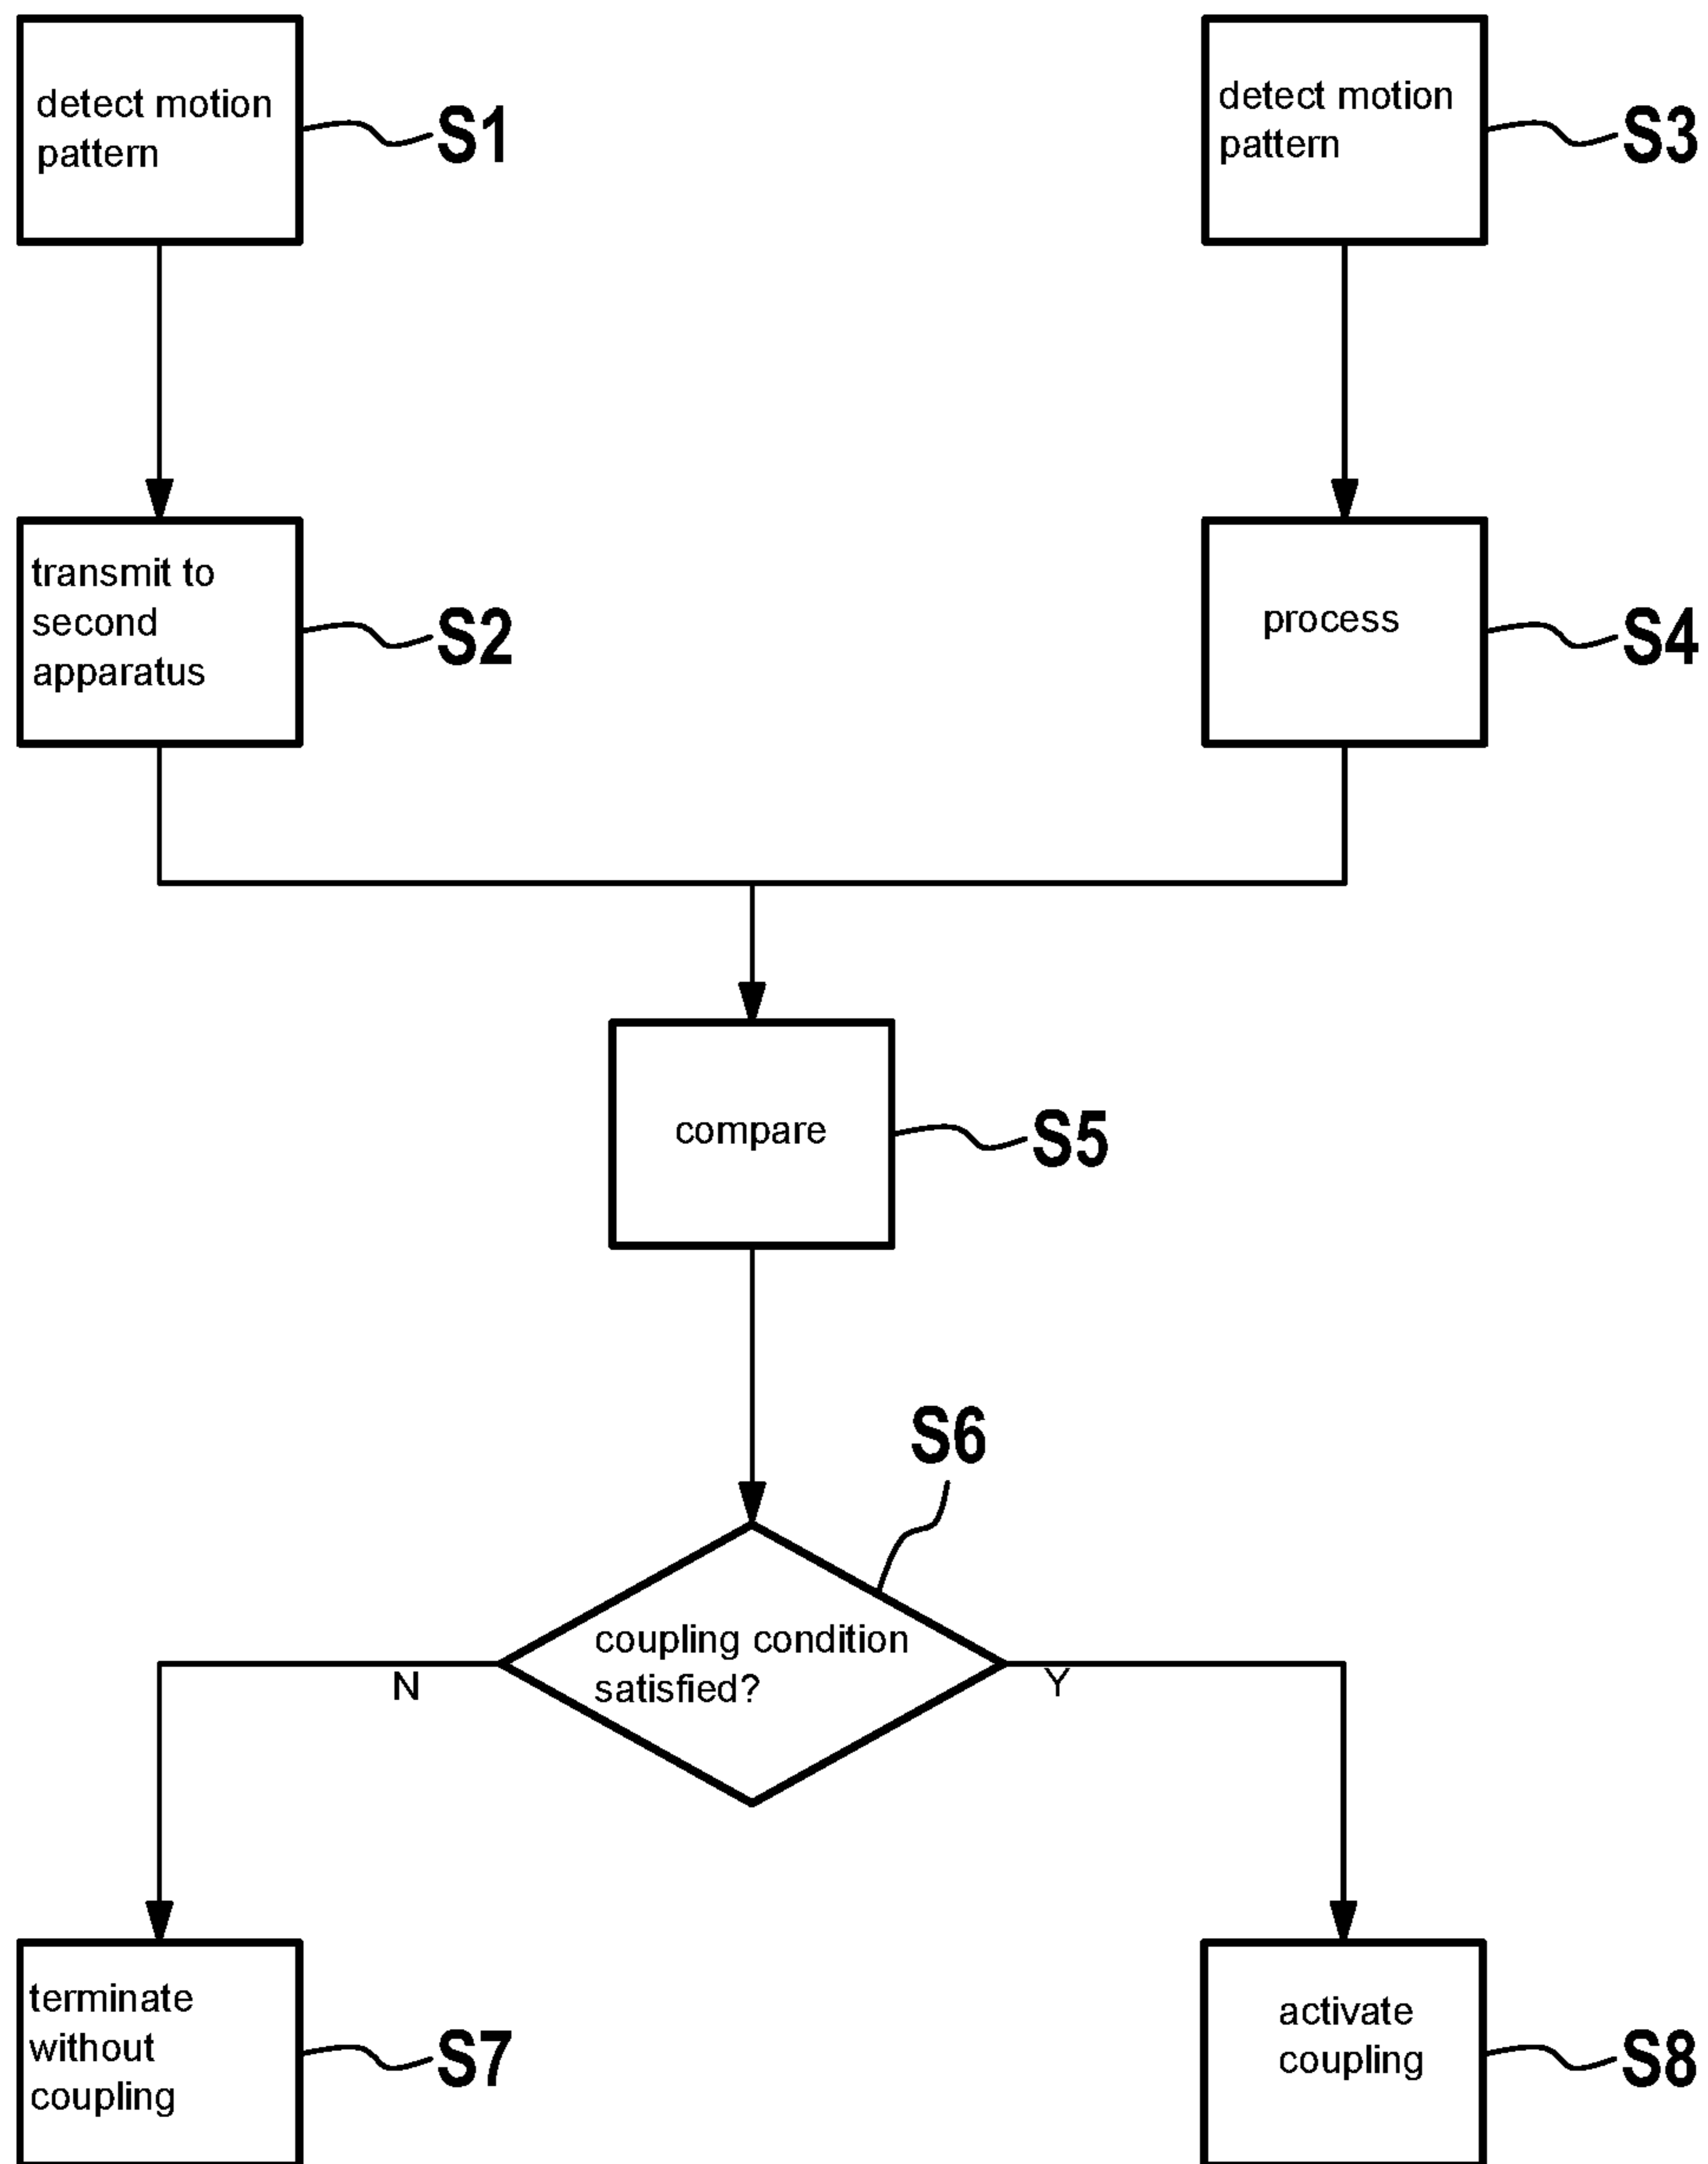 detect motion
pattern
S1
detect motion
pattern
S3
transmit to
second
apparatus
S2
process
S4
compare
S5
S6
coupling condition
satisfied?
N
Y
terminate
without
coupling
S7
activate
coupling
S8